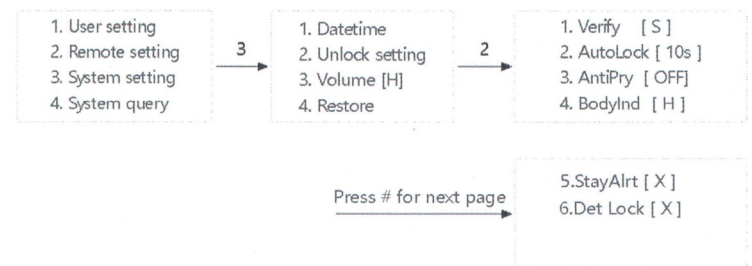 1. User setting
2. Remote setting
3. System setting
4. System query
3
1. Datetime
2. Unlock setting
3. Volume [H]
4. Restore
2
1. Verify [ S ]
2. AutoLock [ 10s ]
3. AntiPry [ OFF]
4. BodyInd [ H ]
Press # for next page
5.StayAlrt [ X ]
6.Det Lock [ X ]